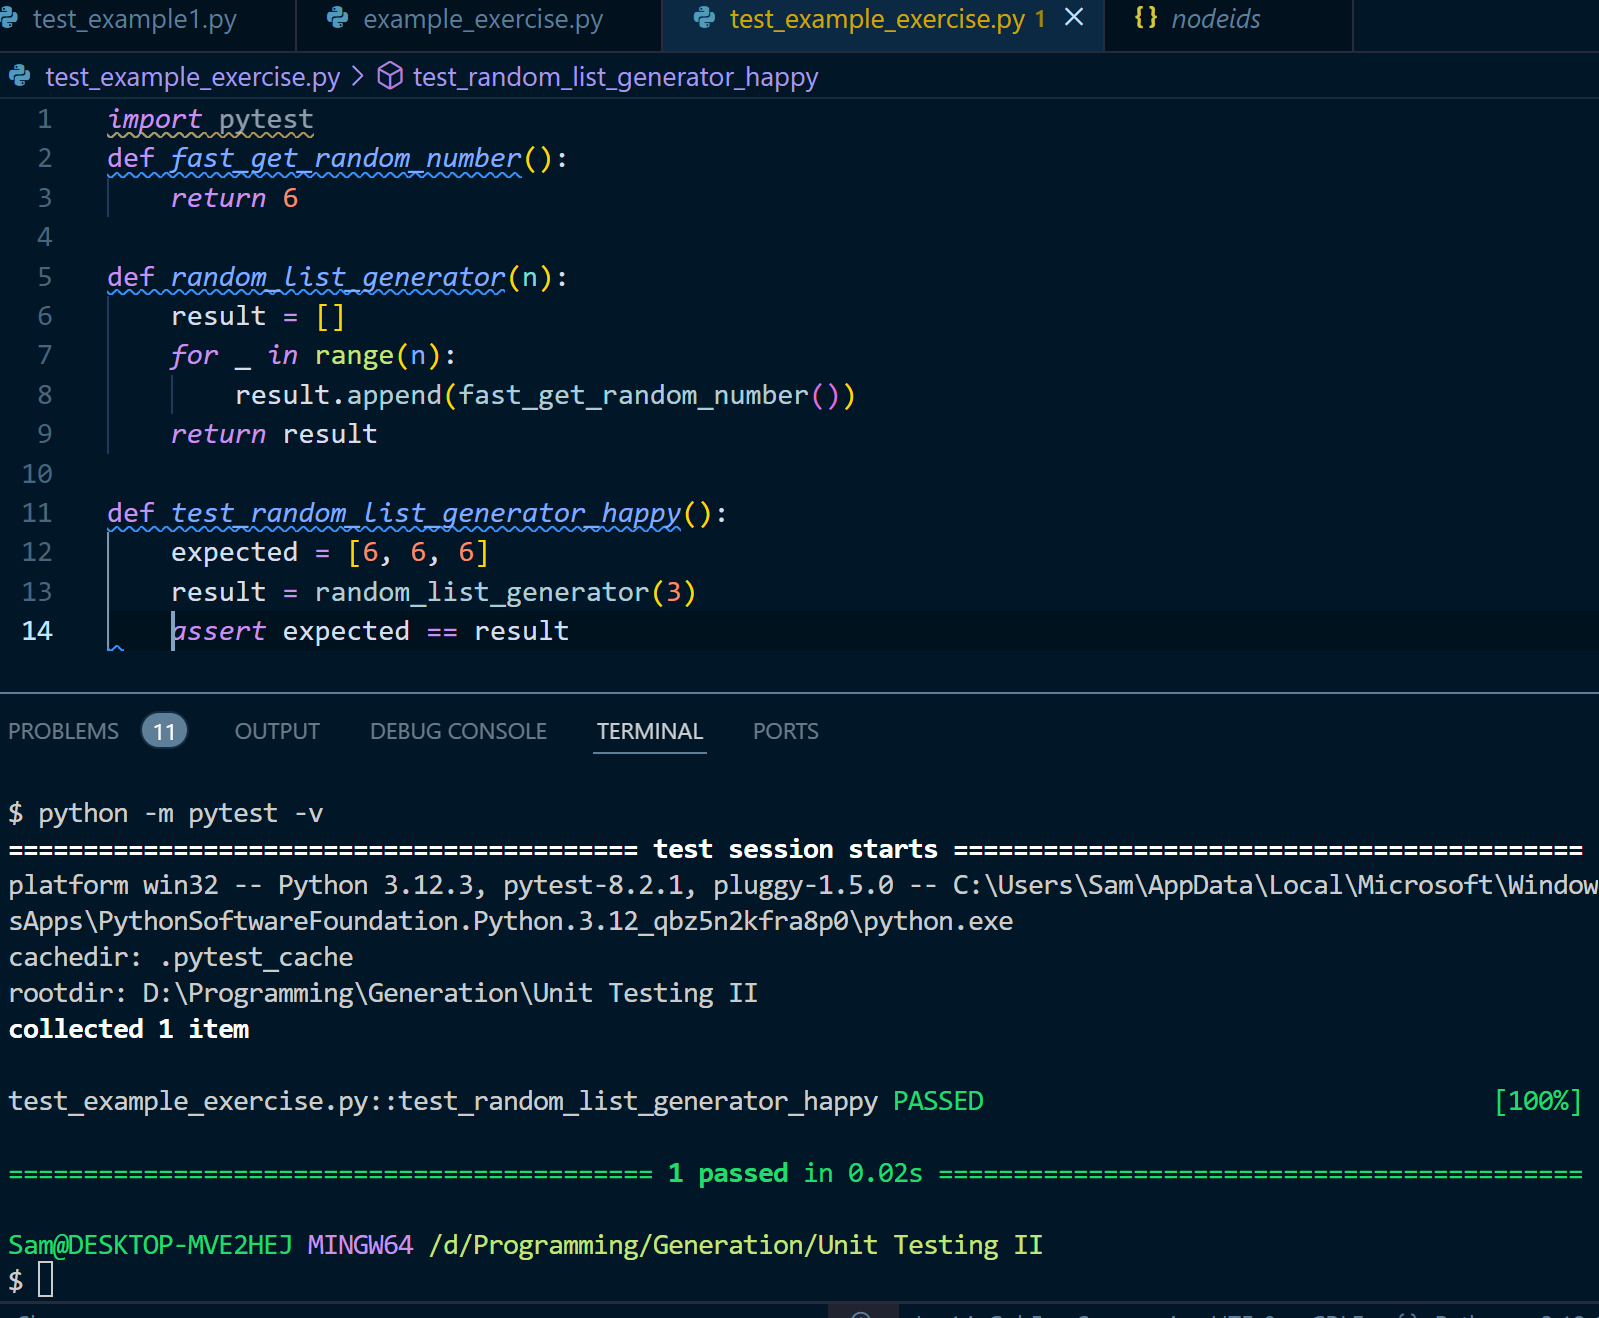 test_example1.py example_exercise.py test_example_exercise.py 1 {} nodeids
test_example_exercise.py > test_random_list_generator_happy
1 import pytest
2 def fast_get_random_number():
3     return 6
4
5 def random_list_generator(n):
6     result = []
7     for _ in range(n):
8         result.append(fast_get_random_number())
9     return result
10
11 def test_random_list_generator_happy():
12     expected = [6, 6, 6]
13     result = random_list_generator(3)
14     assert expected == result
PROBLEMS 11 OUTPUT DEBUG CONSOLE TERMINAL PORTS
$ python -m pytest -v
========================================== test session starts ==========================================
platform win32 -- Python 3.12.3, pytest-8.2.1, pluggy-1.5.0 -- C:\Users\Sam\AppData\Local\Microsoft\Window
sApps\PythonSoftwareFoundation.Python.3.12_qbz5n2kfra8p0\python.exe
cachedir: .pytest_cache
rootdir: D:\Programming\Generation\Unit Testing II
collected 1 item
test_example_exercise.py::test_random_list_generator_happy PASSED [100%]
=========================================== 1 passed in 0.02s ===========================================
Sam@DESKTOP-MVE2HEJ MINGW64 /d/Programming/Generation/Unit Testing II
$